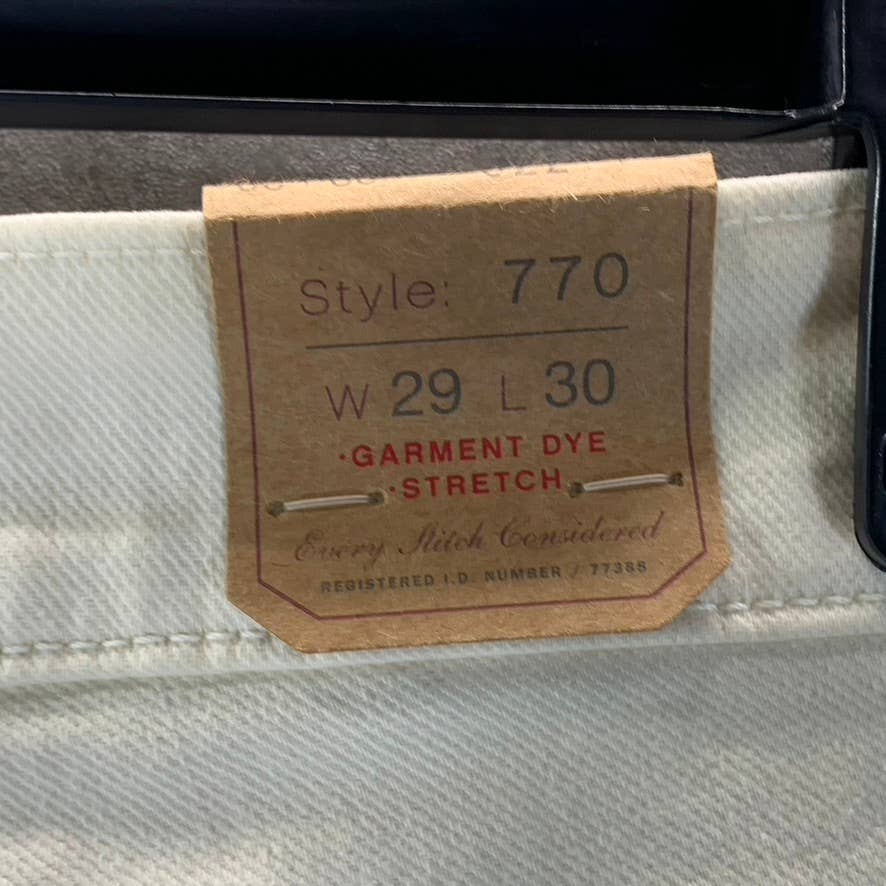 Style: 770
W 29 L 30
·GARMENT DYE
·STRETCH
Every Stitch Considered
REGISTERED I.D. NUMBER / 77388